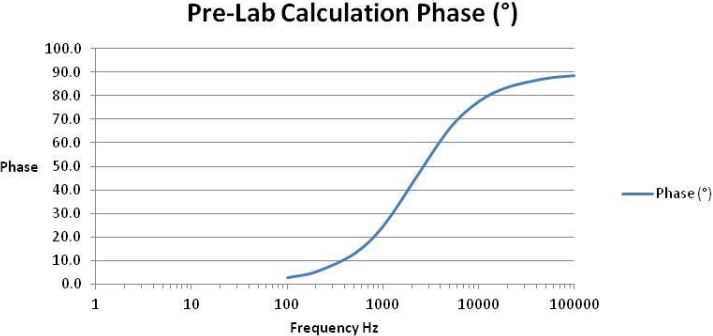 Pre-Lab Calculation Phase (°)
100.0
90.0
80.0
70.0
60.0
Phase 50.0
40.0
30.0
20.0
10.0
0.0
1 10 100 1000 10000 100000
Frequency Hz
Phase (°)